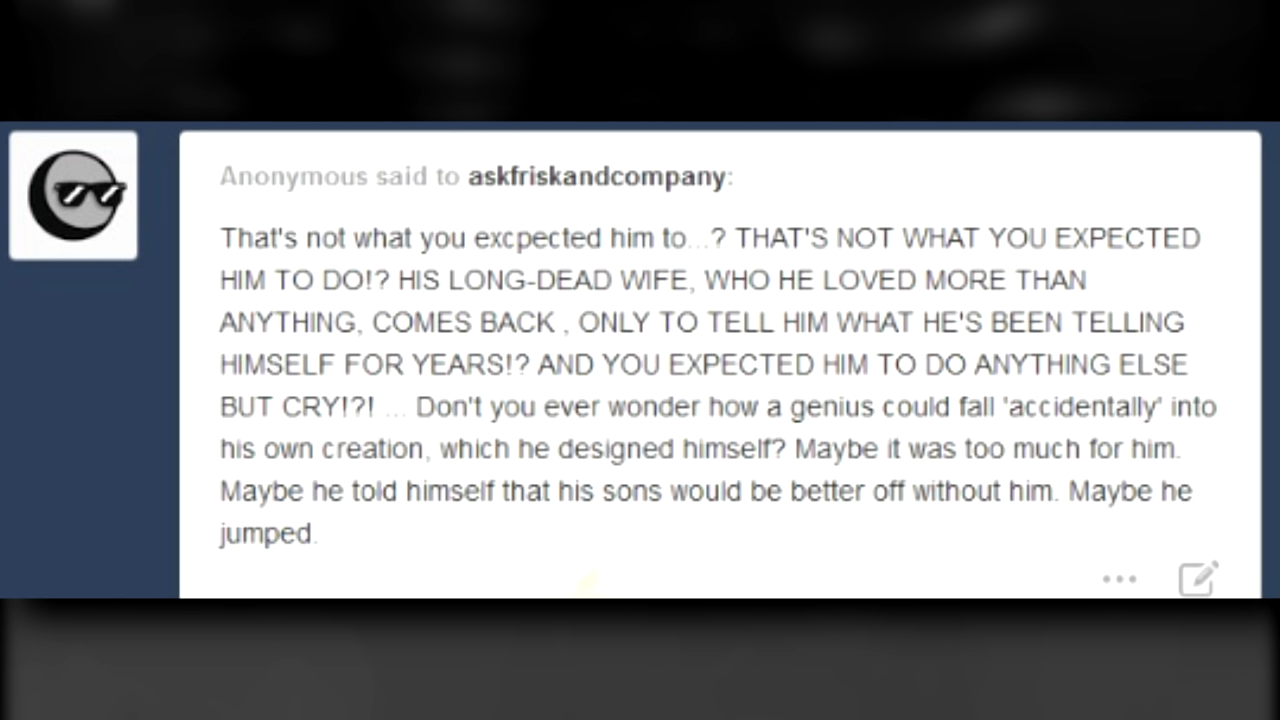 Anonymous said to askfriskandcompany:
That's not what you excpected him to...? THAT'S NOT WHAT YOU EXPECTED
HIM TO DO!? HIS LONG-DEAD WIFE, WHO HE LOVED MORE THAN
ANYTHING, COMES BACK , ONLY TO TELL HIM WHAT HE'S BEEN TELLING
HIMSELF FOR YEARS!? AND YOU EXPECTED HIM TO DO ANYTHING ELSE
BUT CRY!?! ... Don't you ever wonder how a genius could fall 'accidentally' into
his own creation, which he designed himself? Maybe it was too much for him.
Maybe he told himself that his sons would be better off without him. Maybe he
jumped.